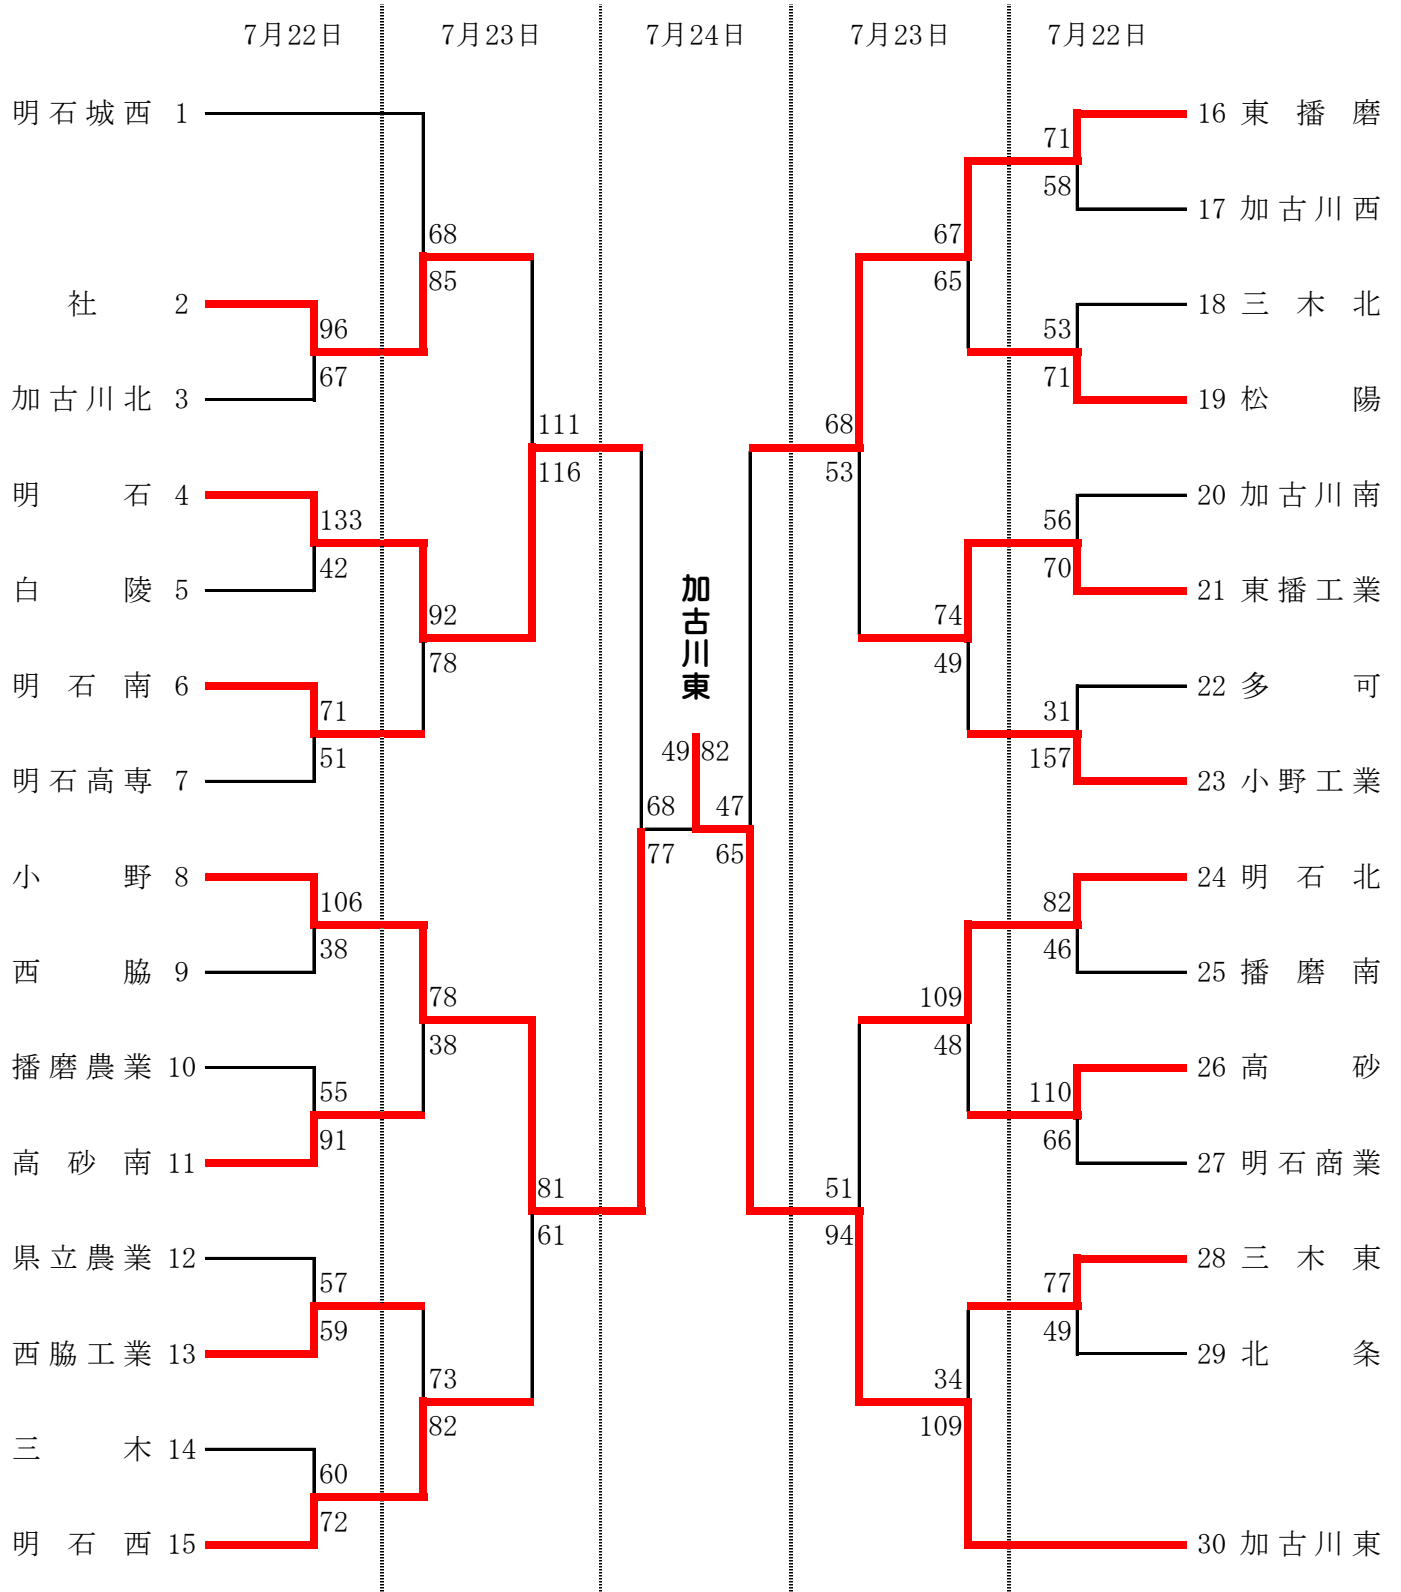 7月22日 7月23日 7月24日 7月23日 7月22日
明石城西 1
社 2
加古川北 3
明石 4
白陵 5
明石南 6
明石高専 7
小野 8
西脇 9
播磨農業 10
高砂南 11
県立農業 12
西脇工業 13
三木 14
明石西 15
96
67
133
42
71
51
106
38
55
91
57
59
60
72
68
85
92
78
78
38
73
82
111
116
81
61
68
77
加古川東
49 82
47
65
68
53
51
94
67
65
74
49
109
48
34
109
71
58
53
71
56
70
31
157
82
46
110
66
77
49
16 東播磨
17 加古川西
18 三木北
19 松陽
20 加古川南
21 東播工業
22 多可
23 小野工業
24 明石北
25 播磨南
26 高砂
27 明石商業
28 三木東
29 北条
30 加古川東